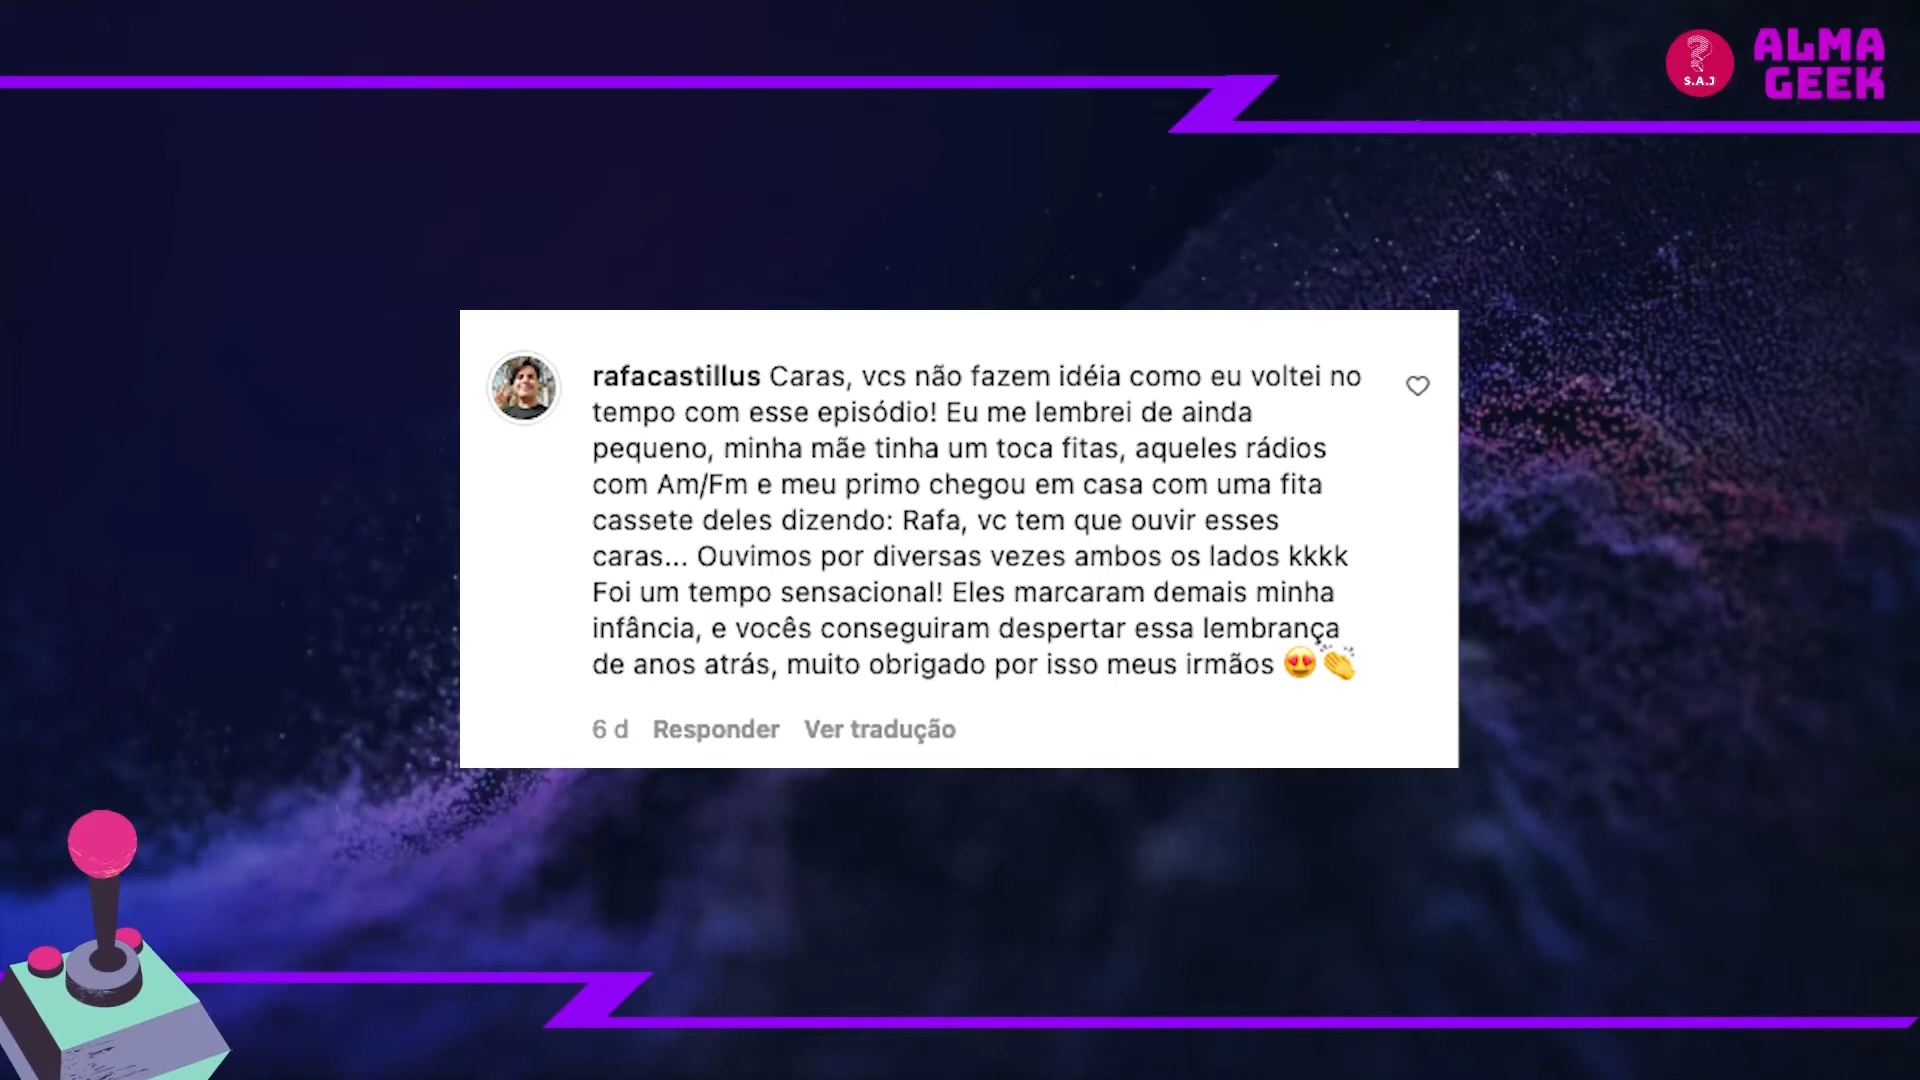 S.A.J
ALMA
GEEK
rafacastillus Caras, vcs não fazem idéia como eu voltei no
tempo com esse episódio! Eu me lembrei de ainda
pequeno, minha mãe tinha um toca fitas, aqueles rádios
com Am/Fm e meu primo chegou em casa com uma fita
cassete deles dizendo: Rafa, vc tem que ouvir esses
caras... Ouvimos por diversas vezes ambos os lados kkkk
Foi um tempo sensacional! Eles marcaram demais minha
infância, e vocês conseguiram despertar essa lembrança
de anos atrás, muito obrigado por isso meus irmãos 😍👏
6 d Responder Ver tradução